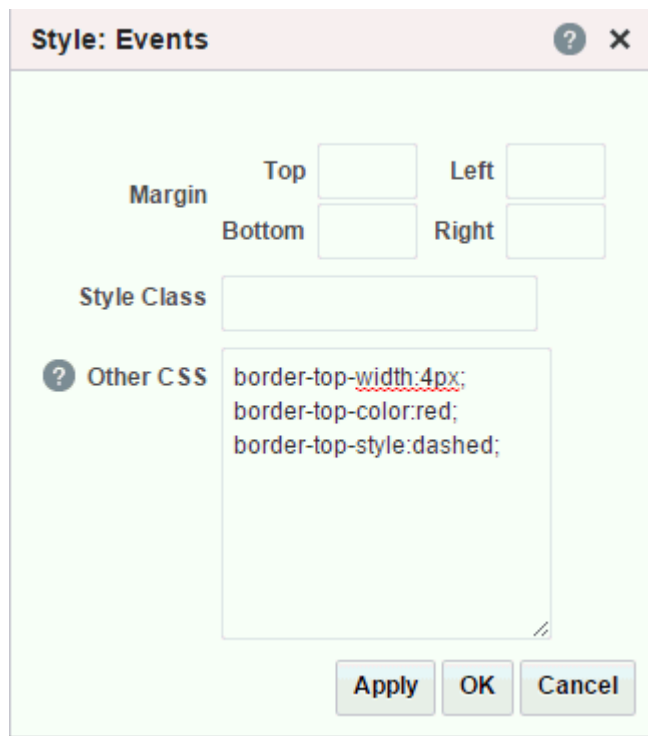 Style: Events ? ×
Top Left
Margin
Bottom Right
Style Class
? Other CSS
border-top-width:4px;
border-top-color:red;
border-top-style:dashed;
Apply OK Cancel